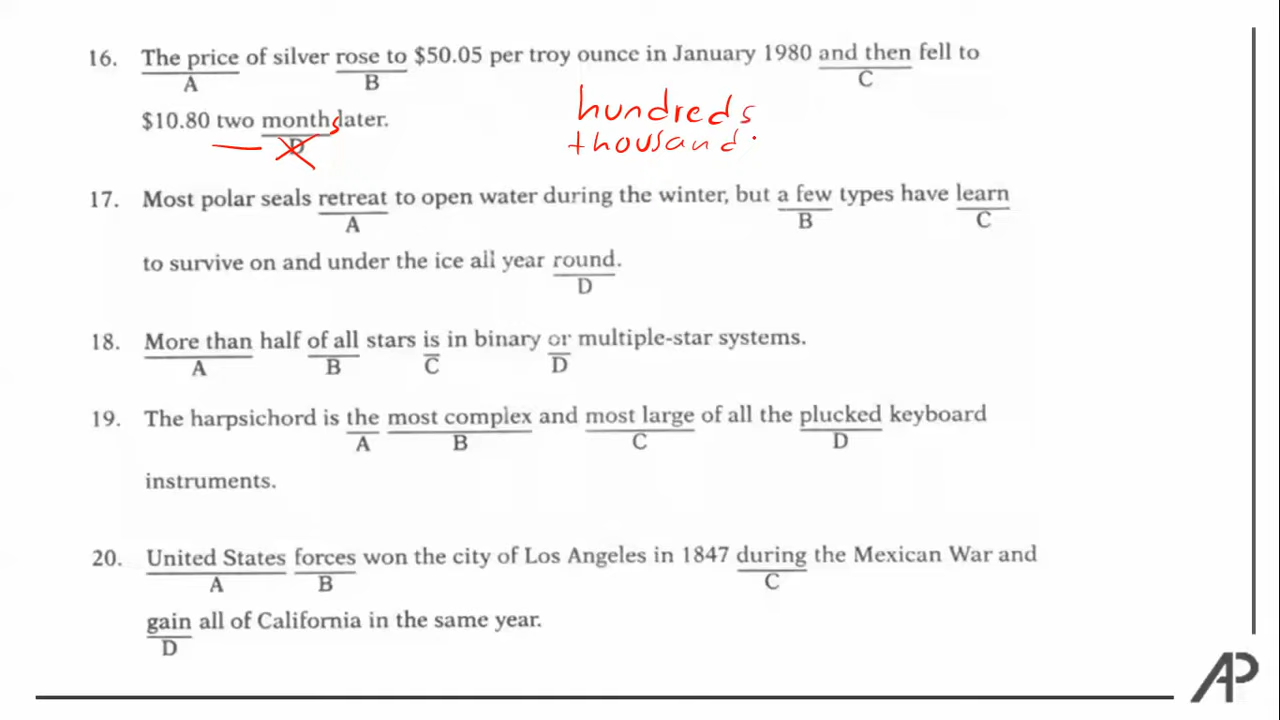 16. The price of silver rose to $50.05 per troy ounce in January 1980 and then fell to
A B C
hundreds
$10.80 two months later.
D
thousand
17. Most polar seals retreat to open water during the winter, but a few types have learn
A B C
to survive on and under the ice all year round.
D
18. More than half of all stars is in binary or multiple-star systems.
A B C D
19. The harpsichord is the most complex and most large of all the plucked keyboard
A B C D
instruments.
20. United States forces won the city of Los Angeles in 1847 during the Mexican War and
A B C
gain all of California in the same year.
D
AP